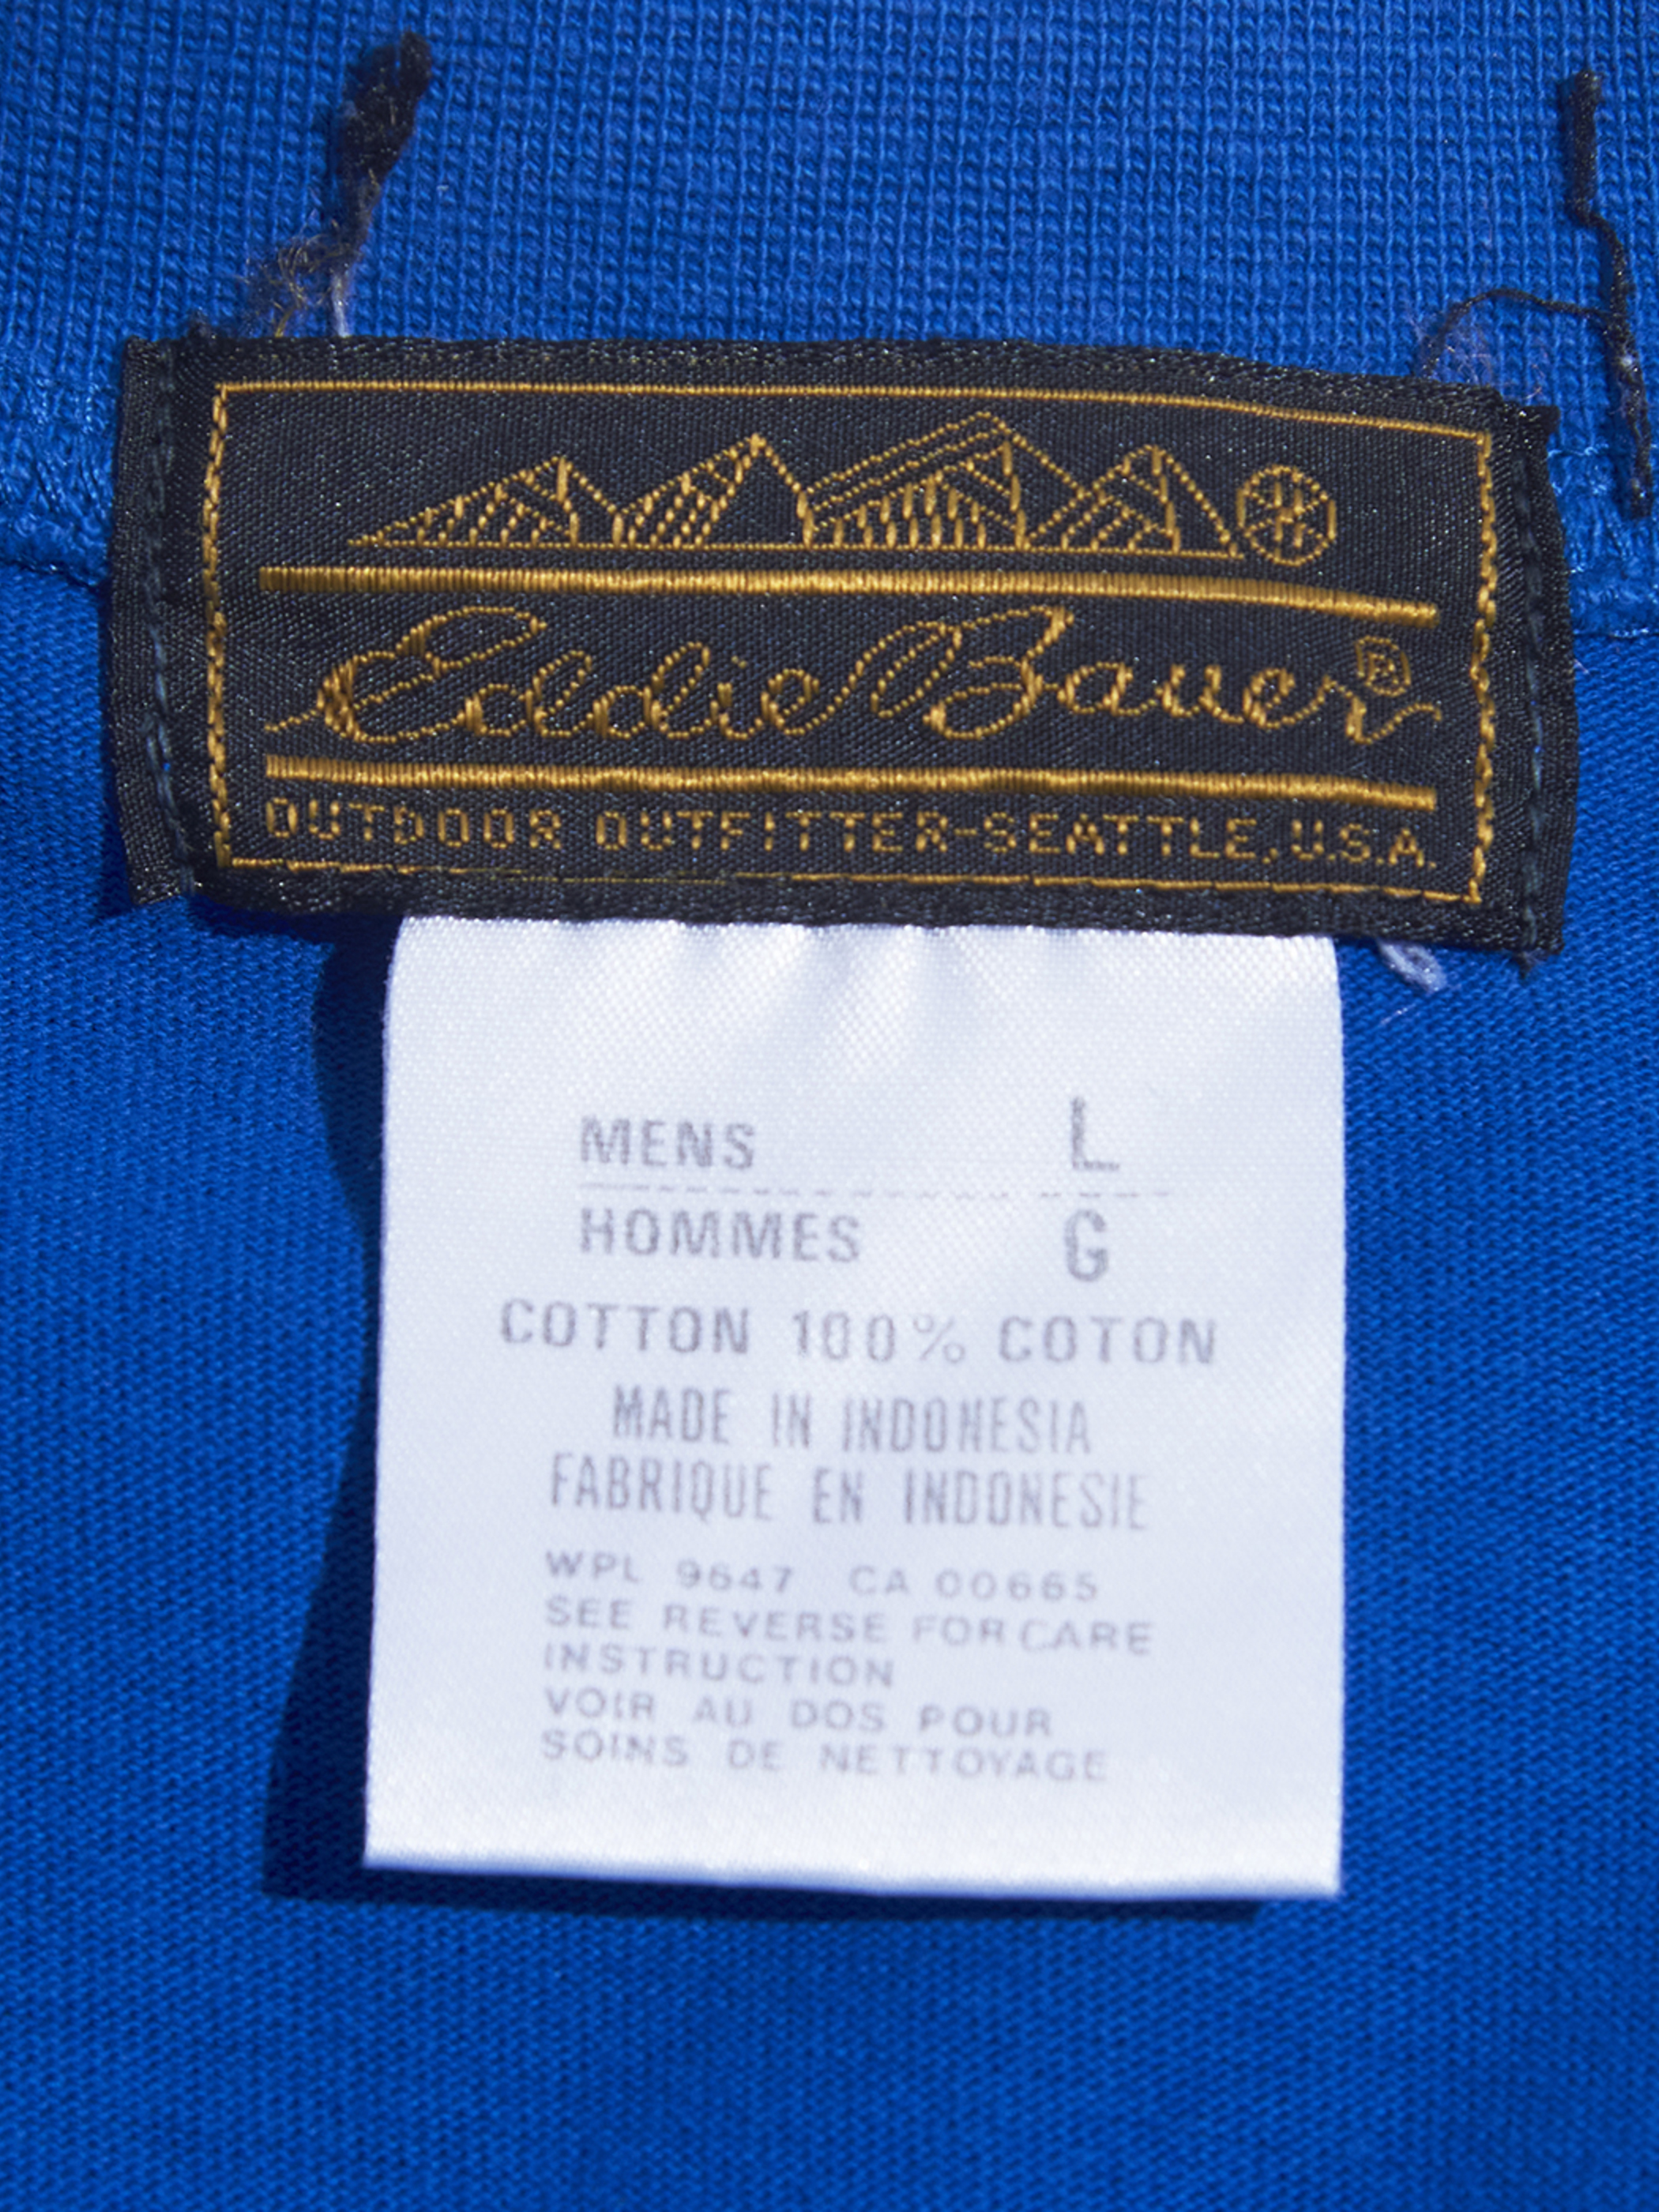 Eddie Bauer®
OUTDOOR OUTFITTER-SEATTLE, U.S.A.
MENS L
HOMMES G
COTTON 100% COTON
MADE IN INDONESIA
FABRIQUE EN INDONESIE
WPL 9647 CA 00665
SEE REVERSE FOR CARE
INSTRUCTION
VOIR AU DOS POUR
SOINS DE NETTOYAGE